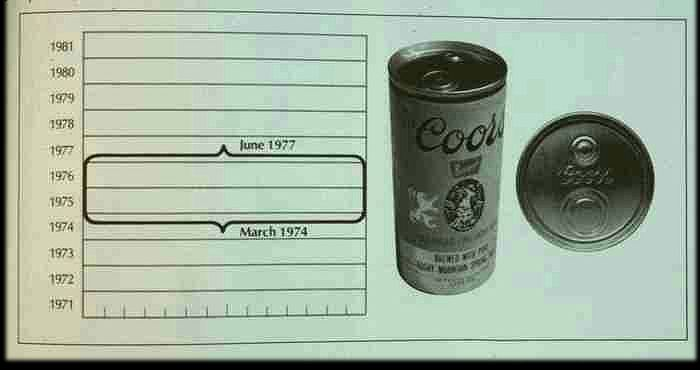 1981
1980
1979
1978
1977
June 1977
1976
1975
1974
March 1974
1973
1972
1971
Coors
BREWED WITH PURE
ROCKY MOUNTAIN SPRING
Coors